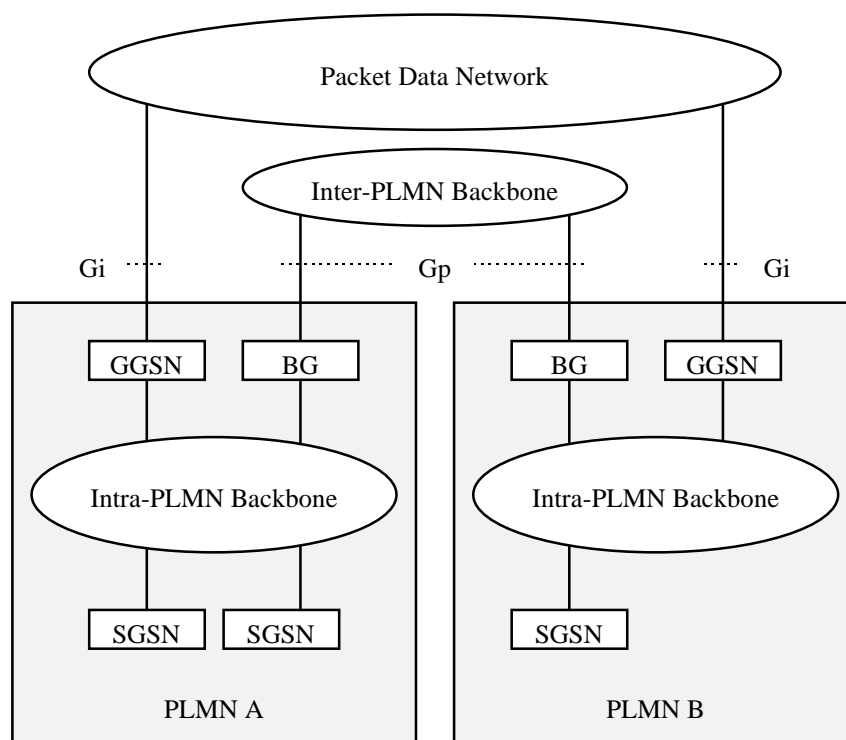 Packet Data Network
Inter-PLMN Backbone
Gi
Gp
Gi
GGSN
BG
BG
GGSN
Intra-PLMN Backbone
Intra-PLMN Backbone
SGSN
SGSN
SGSN
PLMN A
PLMN B